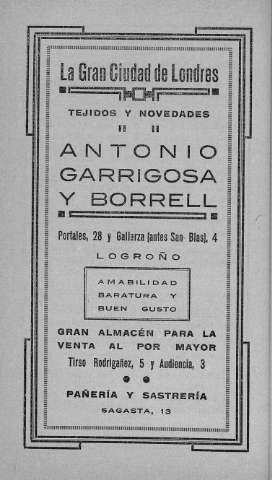 La Gran Ciudad de Londres
TEJIDOS Y NOVEDADES
ANTONIO
GARRIGOSA
Y BORRELL
Portales, 28 y Gallarza (antes San Blas), 4
LOGROÑO
AMABILIDAD
BARATURA Y
BUEN GUSTO
GRAN ALMACÉN PARA LA
VENTA AL POR MAYOR
Tirso Rodrigañez, 5 y Audiencia, 3
PAÑERÍA Y SASTRERÍA
SAGASTA, 13